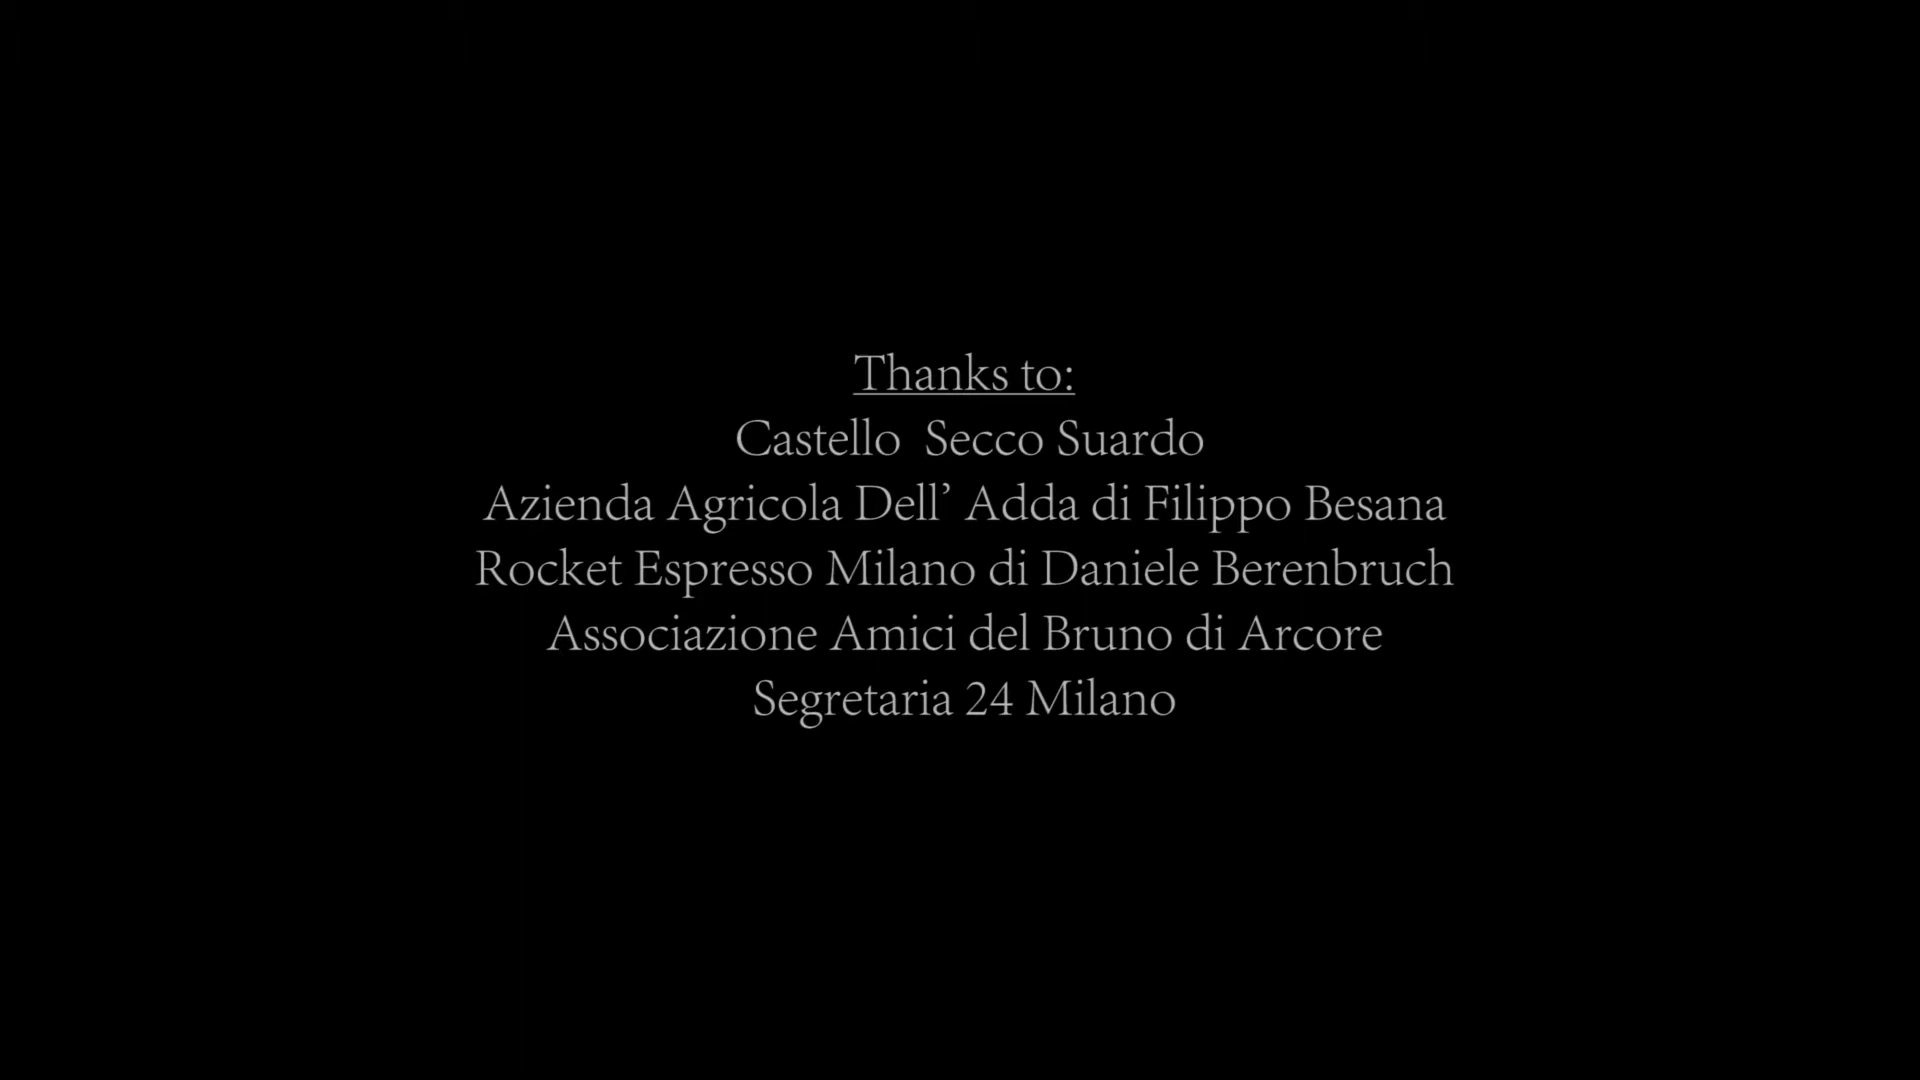 Thanks to:
Castello  Secco Suardo
Azienda Agricola Dell’ Adda di Filippo Besana
Rocket Espresso Milano di Daniele Berenbruch
Associazione Amici del Bruno di Arcore
Segretaria 24 Milano